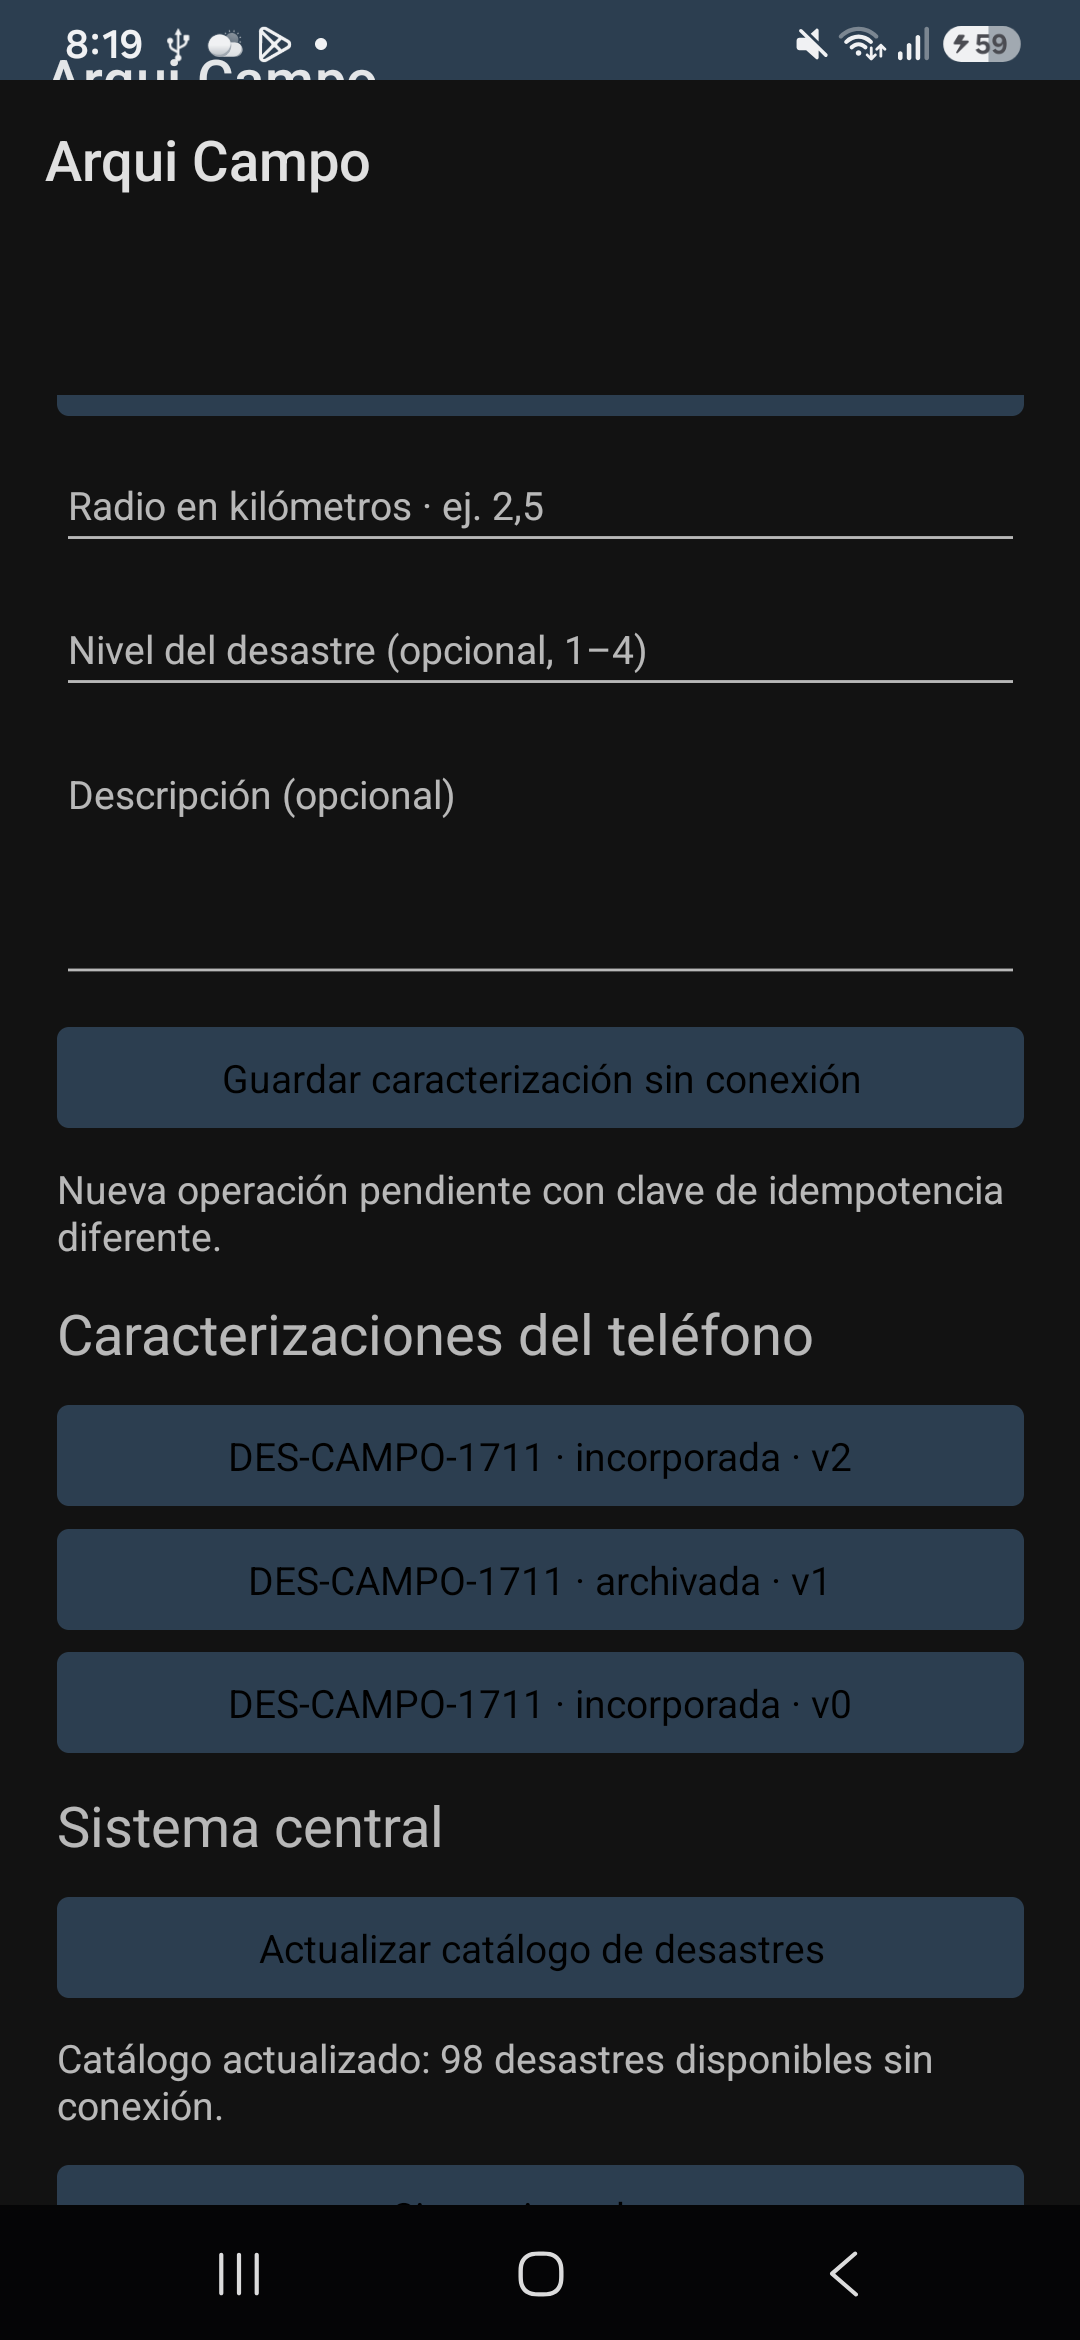 8:19
59
Arqui Campo
Arqui Campo
Radio en kilómetros · ej. 2,5
Nivel del desastre (opcional, 1–4)
Descripción (opcional)
Guardar caracterización sin conexión
Nueva operación pendiente con clave de idempotencia
diferente.
Caracterizaciones del teléfono
DES-CAMPO-1711 · incorporada · v2
DES-CAMPO-1711 · archivada · v1
DES-CAMPO-1711 · incorporada · v0
Sistema central
Actualizar catálogo de desastres
Catálogo actualizado: 98 desastres disponibles sin
conexión.